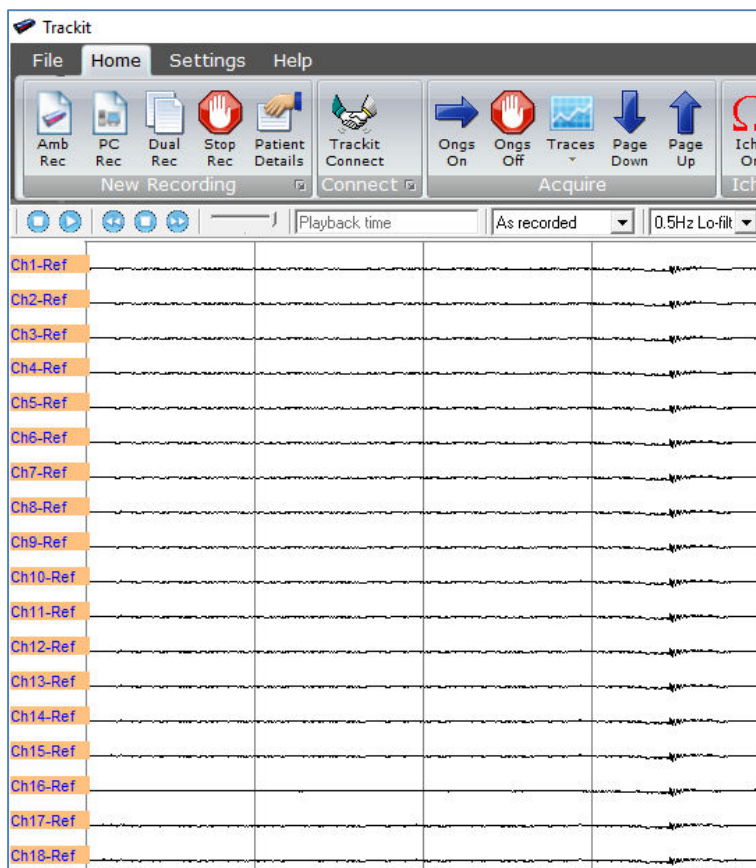 Trackit
File Home Settings Help
Amb Rec PC Rec Dual Rec Stop Rec Patient Details Trackit Connect Ongs On Ongs Off Traces Page Down Page Up
New Recording Connect Acquire
Playback time As recorded 0.5Hz Lo-filt
Ch1-Ref
Ch2-Ref
Ch3-Ref
Ch4-Ref
Ch5-Ref
Ch6-Ref
Ch7-Ref
Ch8-Ref
Ch9-Ref
Ch10-Ref
Ch11-Ref
Ch12-Ref
Ch13-Ref
Ch14-Ref
Ch15-Ref
Ch16-Ref
Ch17-Ref
Ch18-Ref